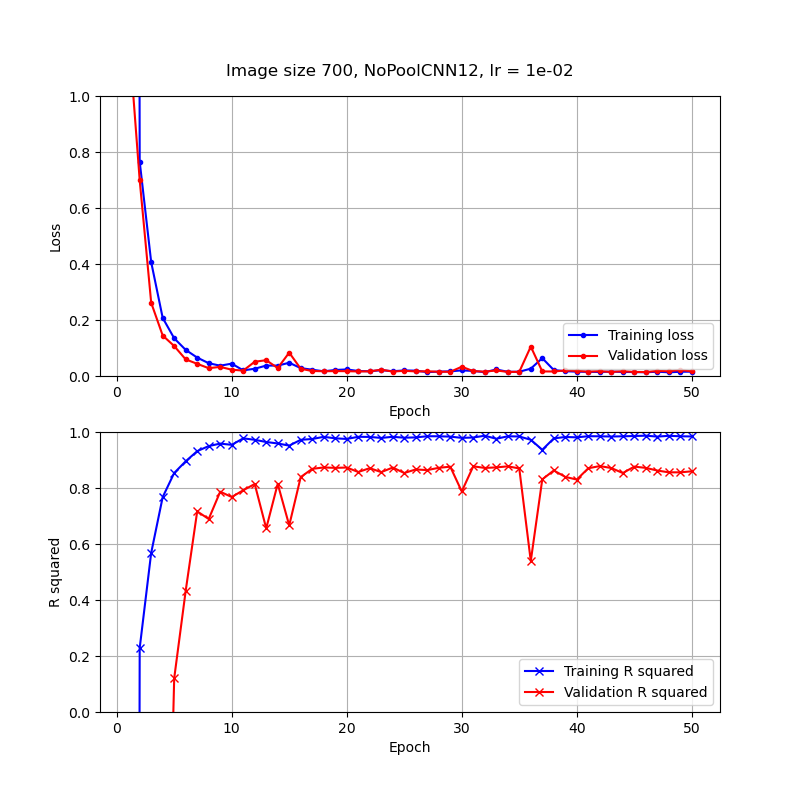 Image size 700, NoPoolCNN12, lr = 1e-02
1.0
0.8
0.6
0.4
0.2
0.0
Loss
Training loss
Validation loss
0 10 20 30 40 50
Epoch
1.0
0.8
0.6
0.4
0.2
0.0
R squared
Training R squared
Validation R squared
0 10 20 30 40 50
Epoch